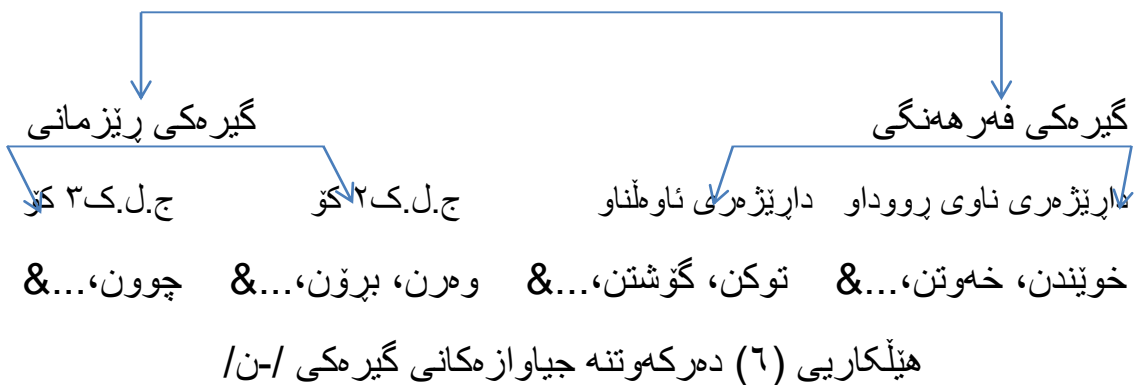 گیرەکی فەرهەنگی گیرەکی ڕێزمانی
داڕێژەری ناوی ڕووداو داڕێژەری ئاوەڵناو ج.ل.ک٢ کۆ ج.ل.ک٣ کۆ
خوێندن، خەوتن،...& توکن، گۆشتن،...& وەرن، بڕۆن،...& چوون،...&
هێڵکاریی (٦) دەرکەوتنە جیاوازەکانی گیرەکی /-ن/